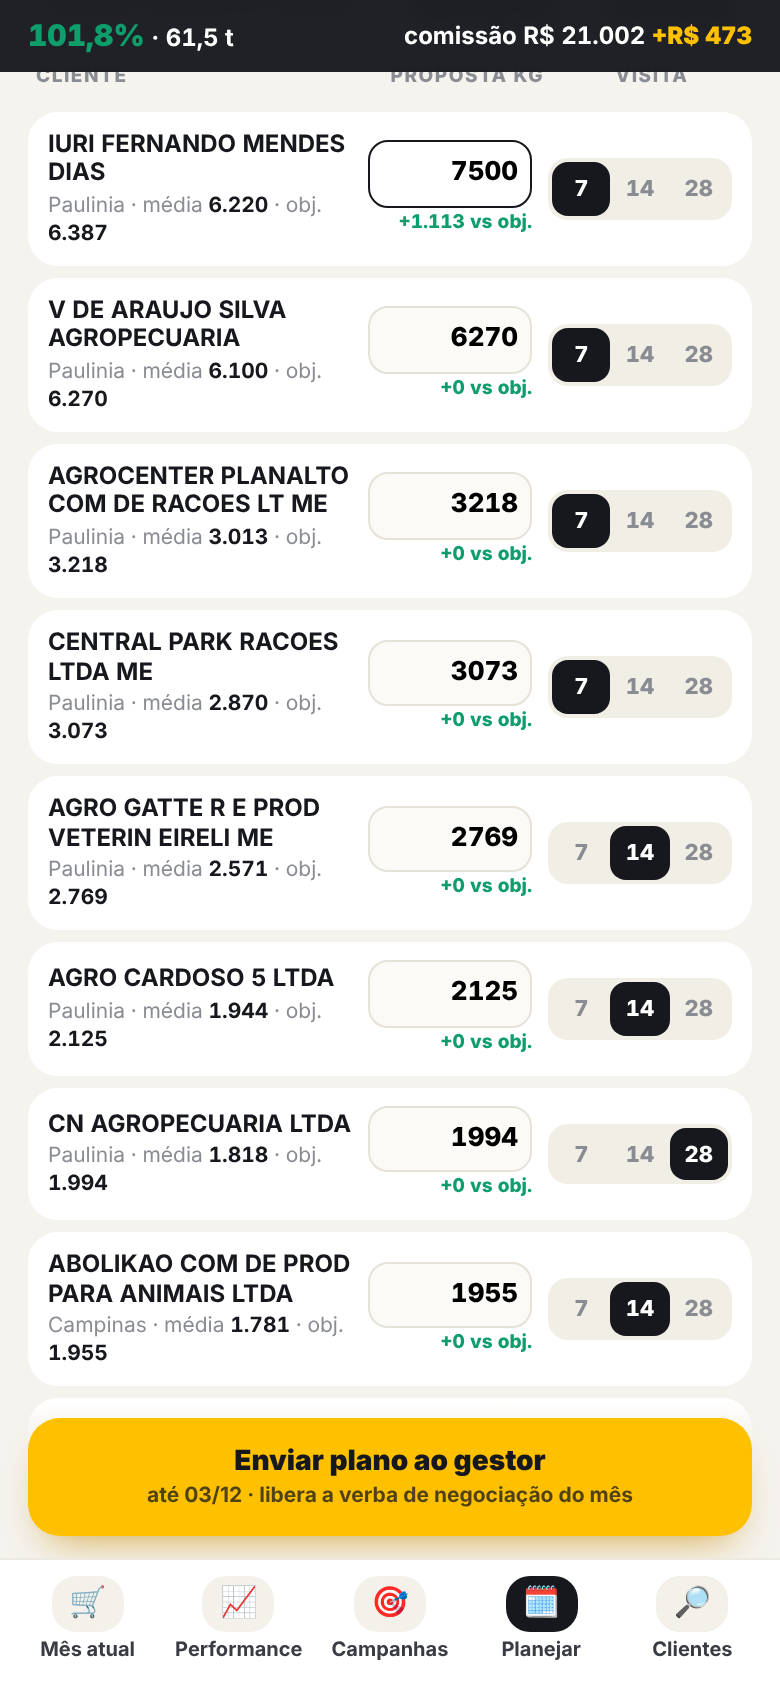 101,8% · 61,5 t
comissão R$ 21.002 +R$ 473
CLIENTE PROPOSTA KG VISITA
IURI FERNANDO MENDES
DIAS
Paulinia · média 6.220 · obj.
6.387
7500
+1.113 vs obj.
7 14 28
V DE ARAUJO SILVA
AGROPECUARIA
Paulinia · média 6.100 · obj.
6.270
6270
+0 vs obj.
7 14 28
AGROCENTER PLANALTO
COM DE RACOES LT ME
Paulinia · média 3.013 · obj.
3.218
3218
+0 vs obj.
7 14 28
CENTRAL PARK RACOES
LTDA ME
Paulinia · média 2.870 · obj.
3.073
3073
+0 vs obj.
7 14 28
AGRO GATTE R E PROD
VETERIN EIRELI ME
Paulinia · média 2.571 · obj.
2.769
2769
+0 vs obj.
7 14 28
AGRO CARDOSO 5 LTDA
Paulinia · média 1.944 · obj.
2.125
2125
+0 vs obj.
7 14 28
CN AGROPECUARIA LTDA
Paulinia · média 1.818 · obj.
1.994
1994
+0 vs obj.
7 14 28
ABOLIKAO COM DE PROD
PARA ANIMAIS LTDA
Campinas · média 1.781 · obj.
1.955
1955
+0 vs obj.
7 14 28
Enviar plano ao gestor
até 03/12 · libera a verba de negociação do mês
Mês atual Performance Campanhas Planejar Clientes